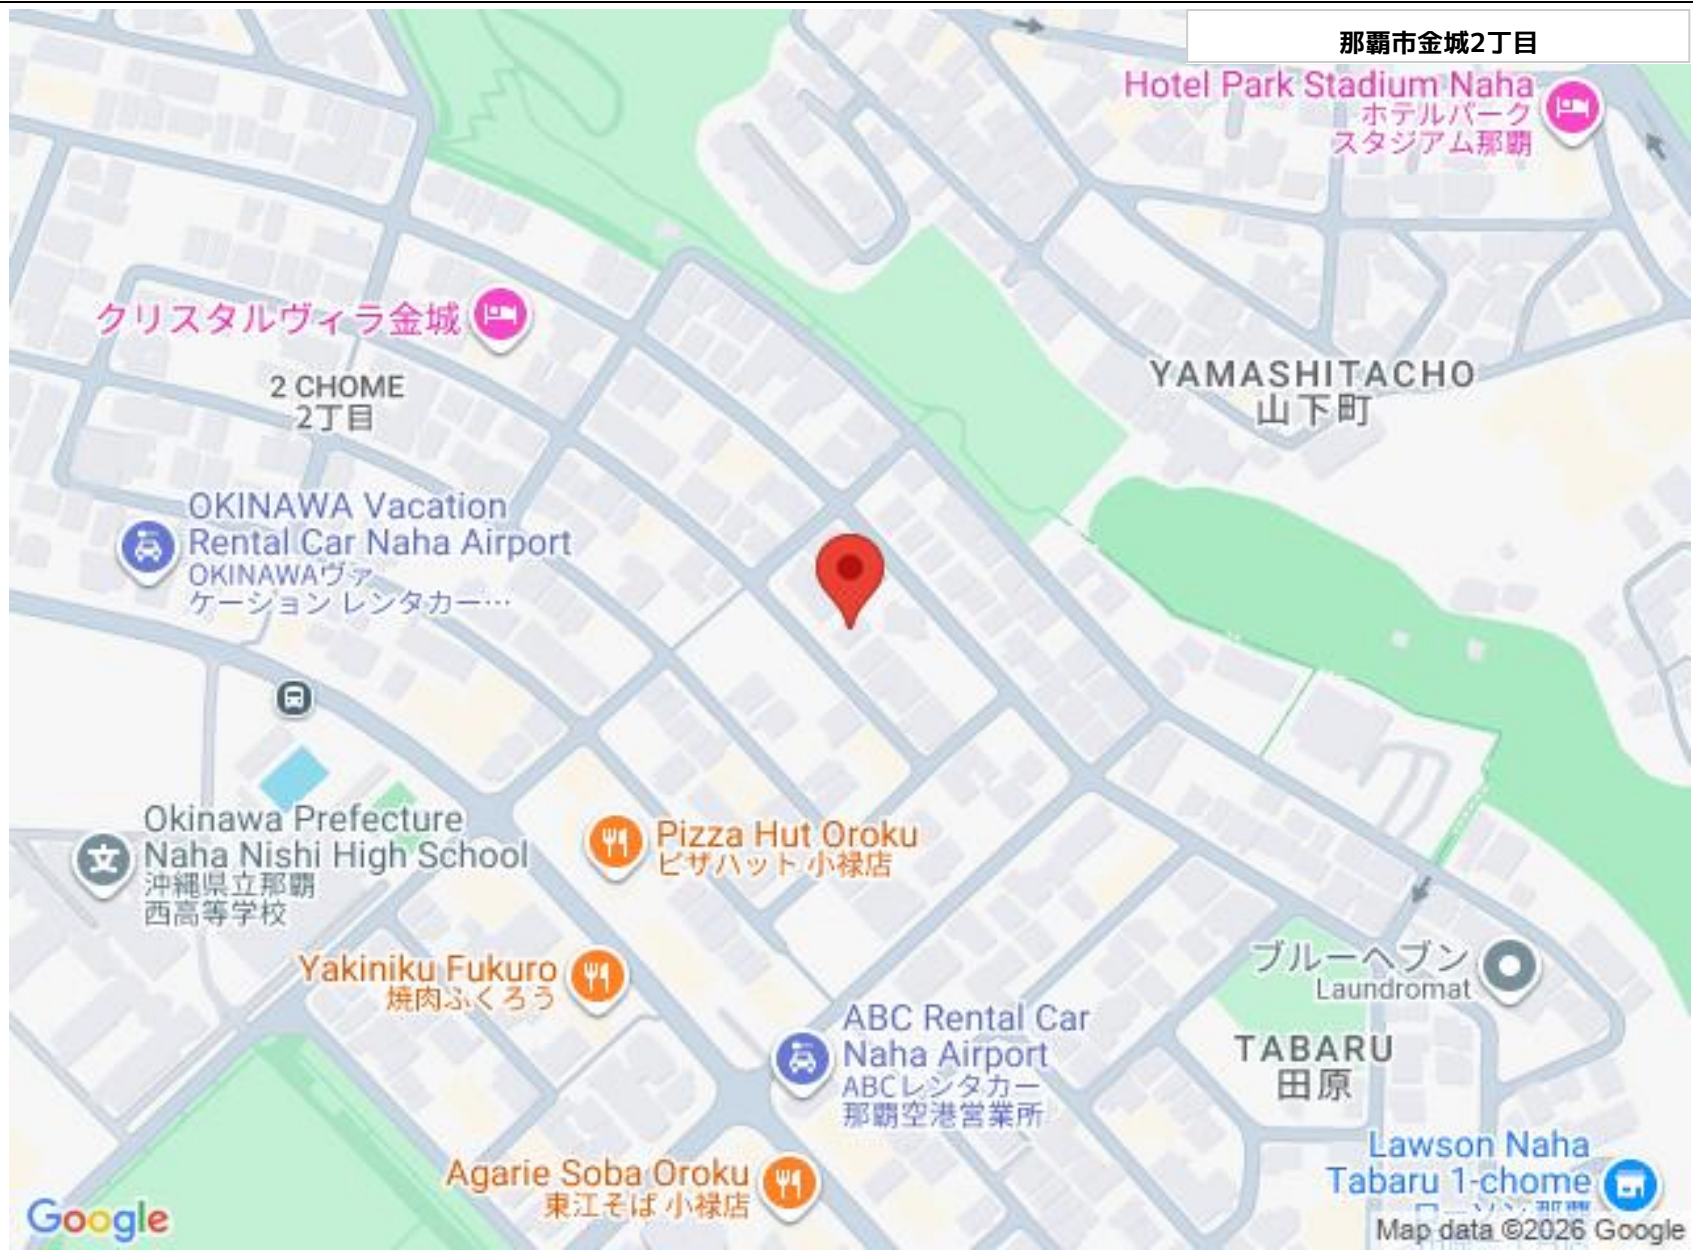 那覇市金城2丁目
Hotel Park Stadium Naha
ホテルパーク
スタジアム那覇
クリスタルヴィラ金城
2 CHOME
2丁目
YAMASHITACHO
山下町
OKINAWA Vacation
Rental Car Naha Airport
OKINAWAヴァ
ケーション レンタカー…
Okinawa Prefecture
Naha Nishi High School
沖縄県立那覇
西高等学校
Pizza Hut Oroku
ピザハット 小禄店
Yakiniku Fukuro
焼肉ふくろう
ブルーヘブン
Laundromat
ABC Rental Car
Naha Airport
ABCレンタカー
那覇空港営業所
TABARU
田原
Agarie Soba Oroku
東江そば 小禄店
Lawson Naha
Tabaru 1-chome
Google
Map data ©2026 Google